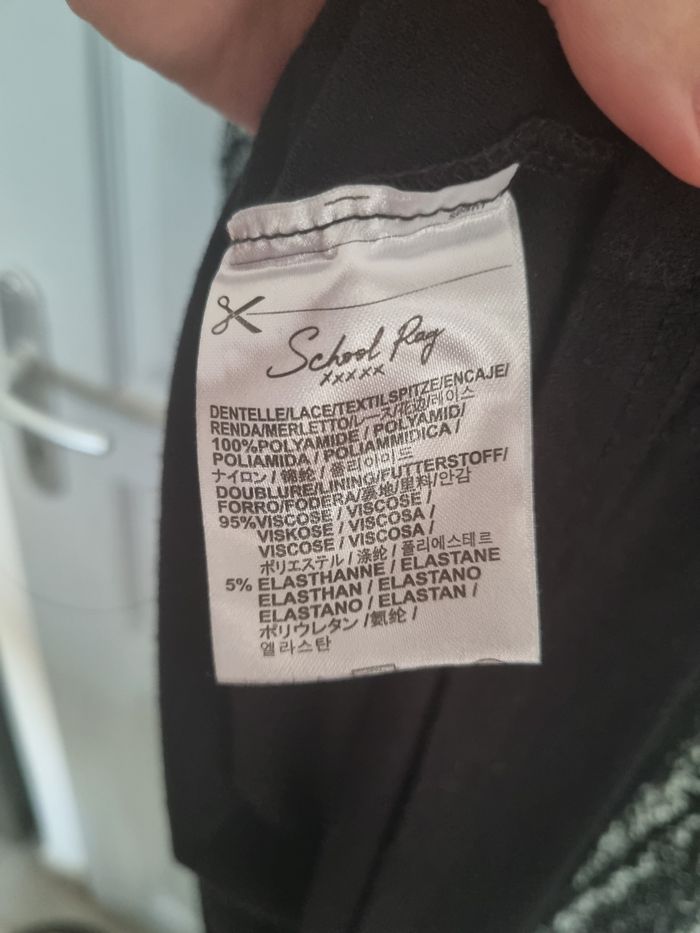 School Rag
xxxxx
DENTELLE/LACE/TEXTILSPITZE/ENCAJE/
RENDA/MERLETTO/レース/花边/레이스
100%POLYAMIDE / POLYAMID/
POLIAMIDA / POLIAMMIDICA /
ナイロン / 锦纶 / 폴리아미드
DOUBLURE/LINING/FUTTERSTOFF/
FORRO/FODERA/裏地/里料/안감
95%VISCOSE / VISCOSE /
VISKOSE / VISCOSA /
VISCOSE / VISCOSA /
ポリエステル / 涤纶 / 폴리에스테르
5% ELASTHANNE / ELASTANE
ELASTHAN / ELASTANO
ELASTANO / ELASTAN /
ポリウレタン /氨纶 /
엘라스탄